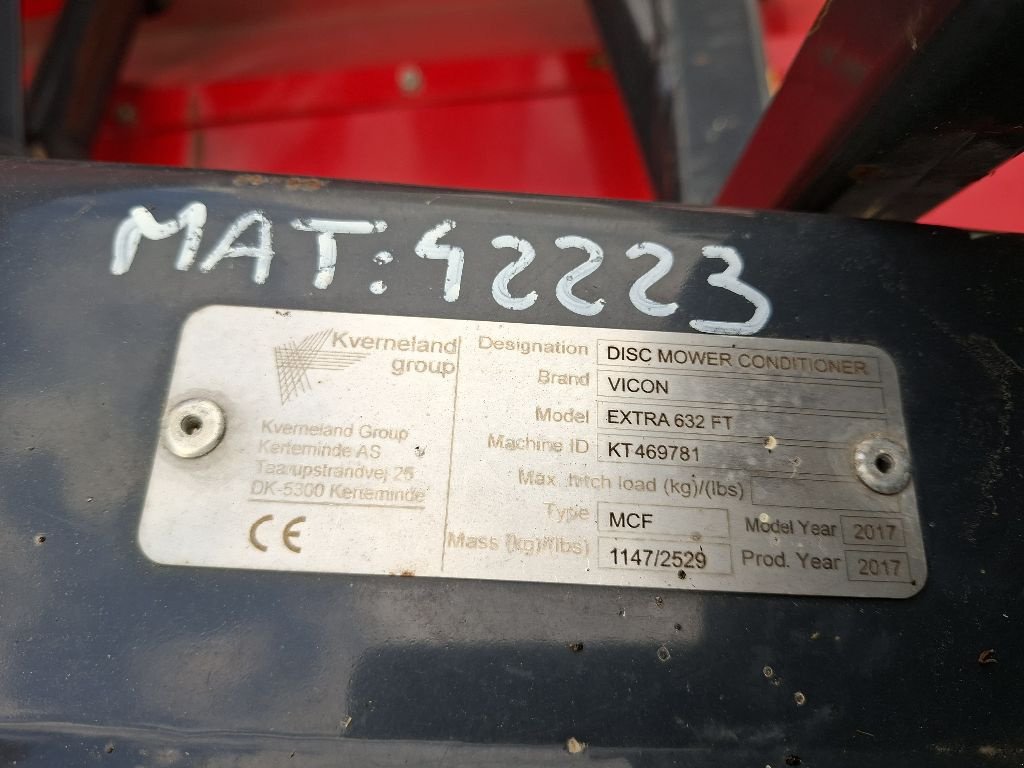 MAT:42223
Kverneland
group
Kverneland Group
Kerteminde AS
Taarupstrandvej 25
DK-5300 Kerteminde
CE
Designation DISC MOWER CONDITIONER
Brand VICON
Model EXTRA 632 FT
Machine ID KT469781
Max. hitch load (kg)/(lbs)
Type MCF Model Year 2017
Mass (kg)/(lbs) 1147/2529 Prod. Year 2017